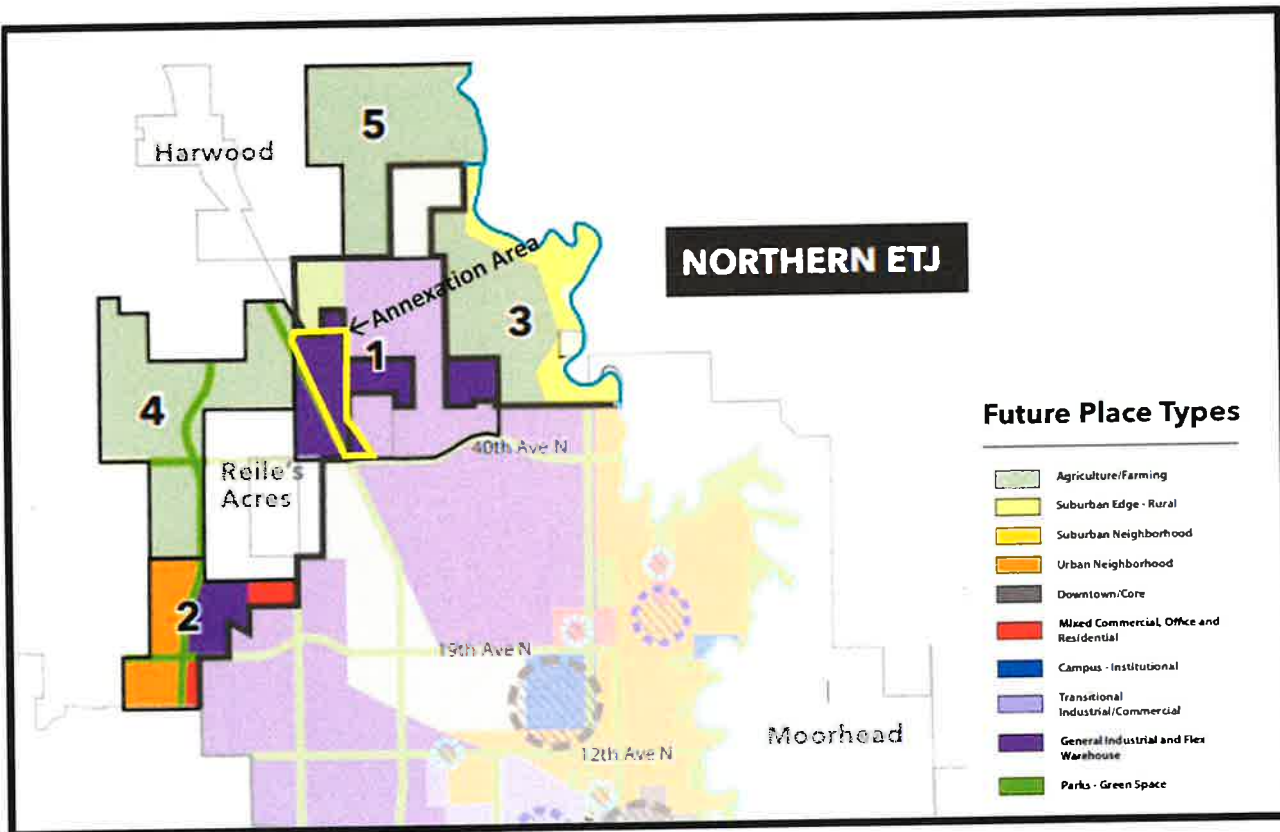 5
Harwood
NORTHERN ETJ
Annexation Area
3
1
4
Future Place Types
40th Ave N
Reile's
Acres
Agriculture/Farming
Suburban Edge - Rural
Suburban Neighborhood
Urban Neighborhood
Downtown/Core
2
Mixed Commercial, Office and
Residential
19th Ave N
Campus - Institutional
Transitional
Industrial/Commercial
Moorhead
General Industrial and Flex
Warehouse
12th Ave N
Parks - Green Space